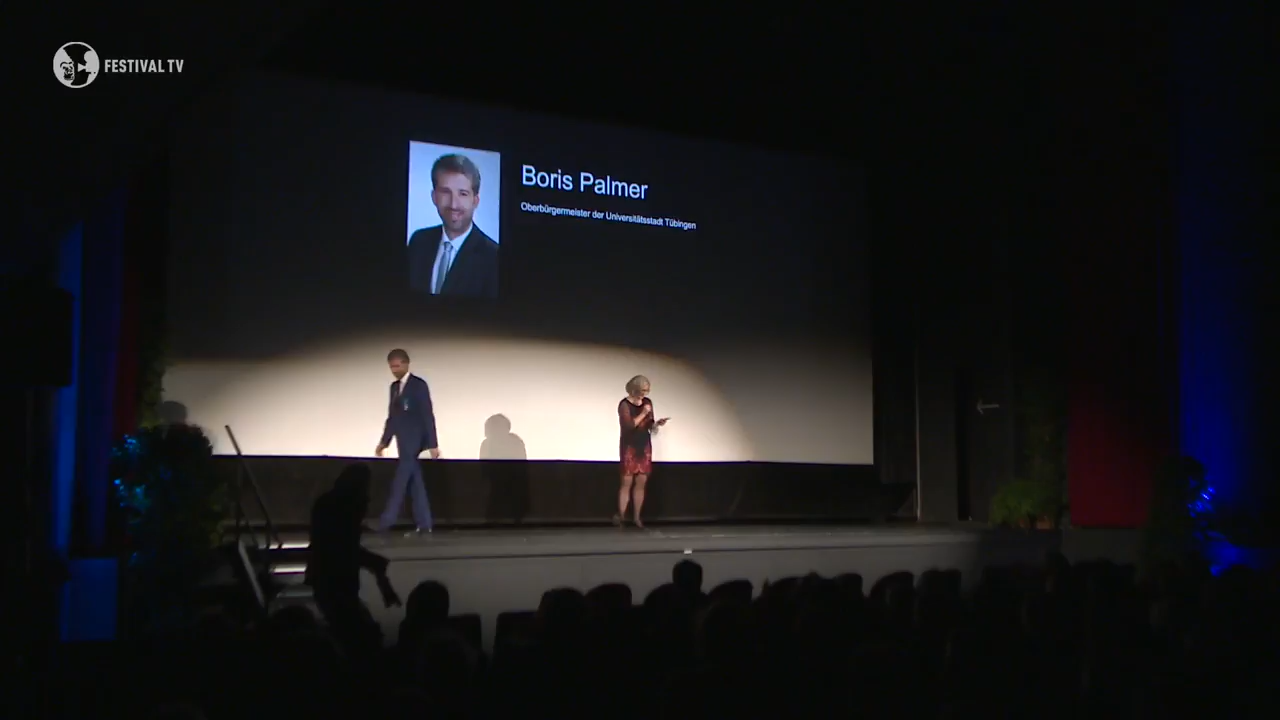 FESTIVAL TV
Boris Palmer
Oberbürgermeister der Universitätsstadt Tübingen